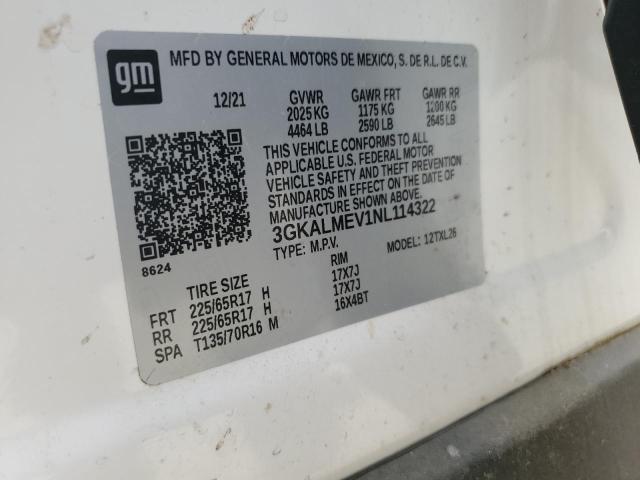 gm
MFD BY GENERAL MOTORS DE MEXICO, S. DE R.L. DE C.V.
12/21 GVWR GAWR FRT GAWR RR
2025 KG 1175 KG 1200 KG
4464 LB 2590 LB 2645 LB
THIS VEHICLE CONFORMS TO ALL
APPLICABLE U.S. FEDERAL MOTOR
VEHICLE SAFETY AND THEFT PREVENTION
STANDARDS IN EFFECT ON THE DATE OF
MANUFACTURE SHOWN ABOVE.
3GKALMEV1NL114322
TYPE: M.P.V. MODEL: 12TXL26
8624
TIRE SIZE RIM
FRT 225/65R17 H 17X7J
RR 225/65R17 H 17X7J
SPA T135/70R16 M 16X4BT